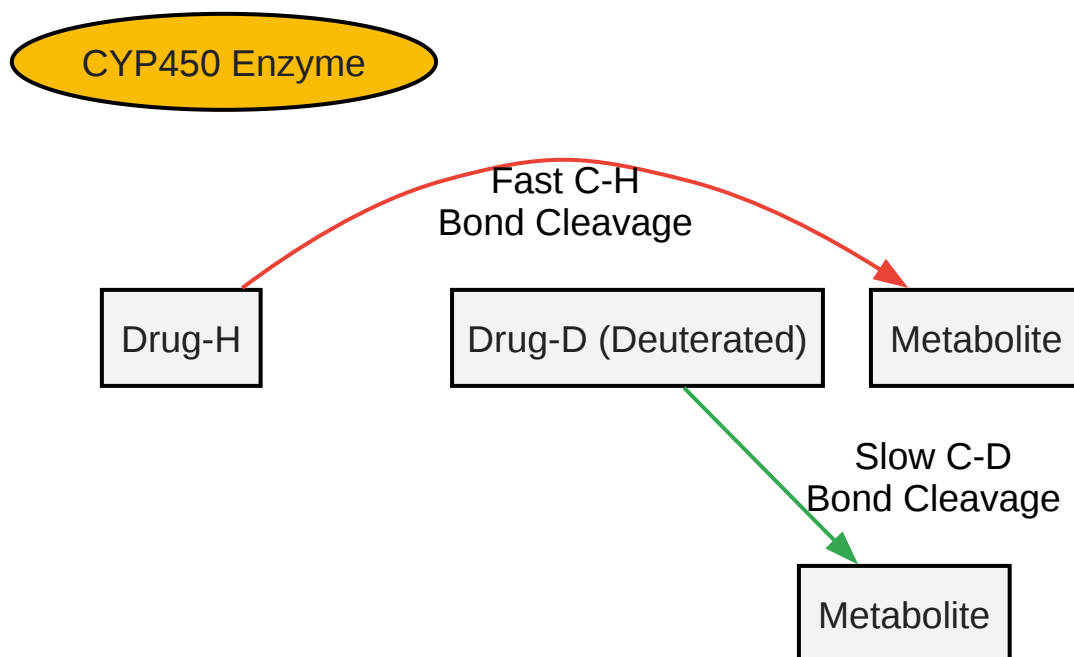 CYP450 Enzyme
Fast C-H
Bond Cleavage
Drug-H
Drug-D (Deuterated)
Metabolite
Slow C-D
Bond Cleavage
Metabolite